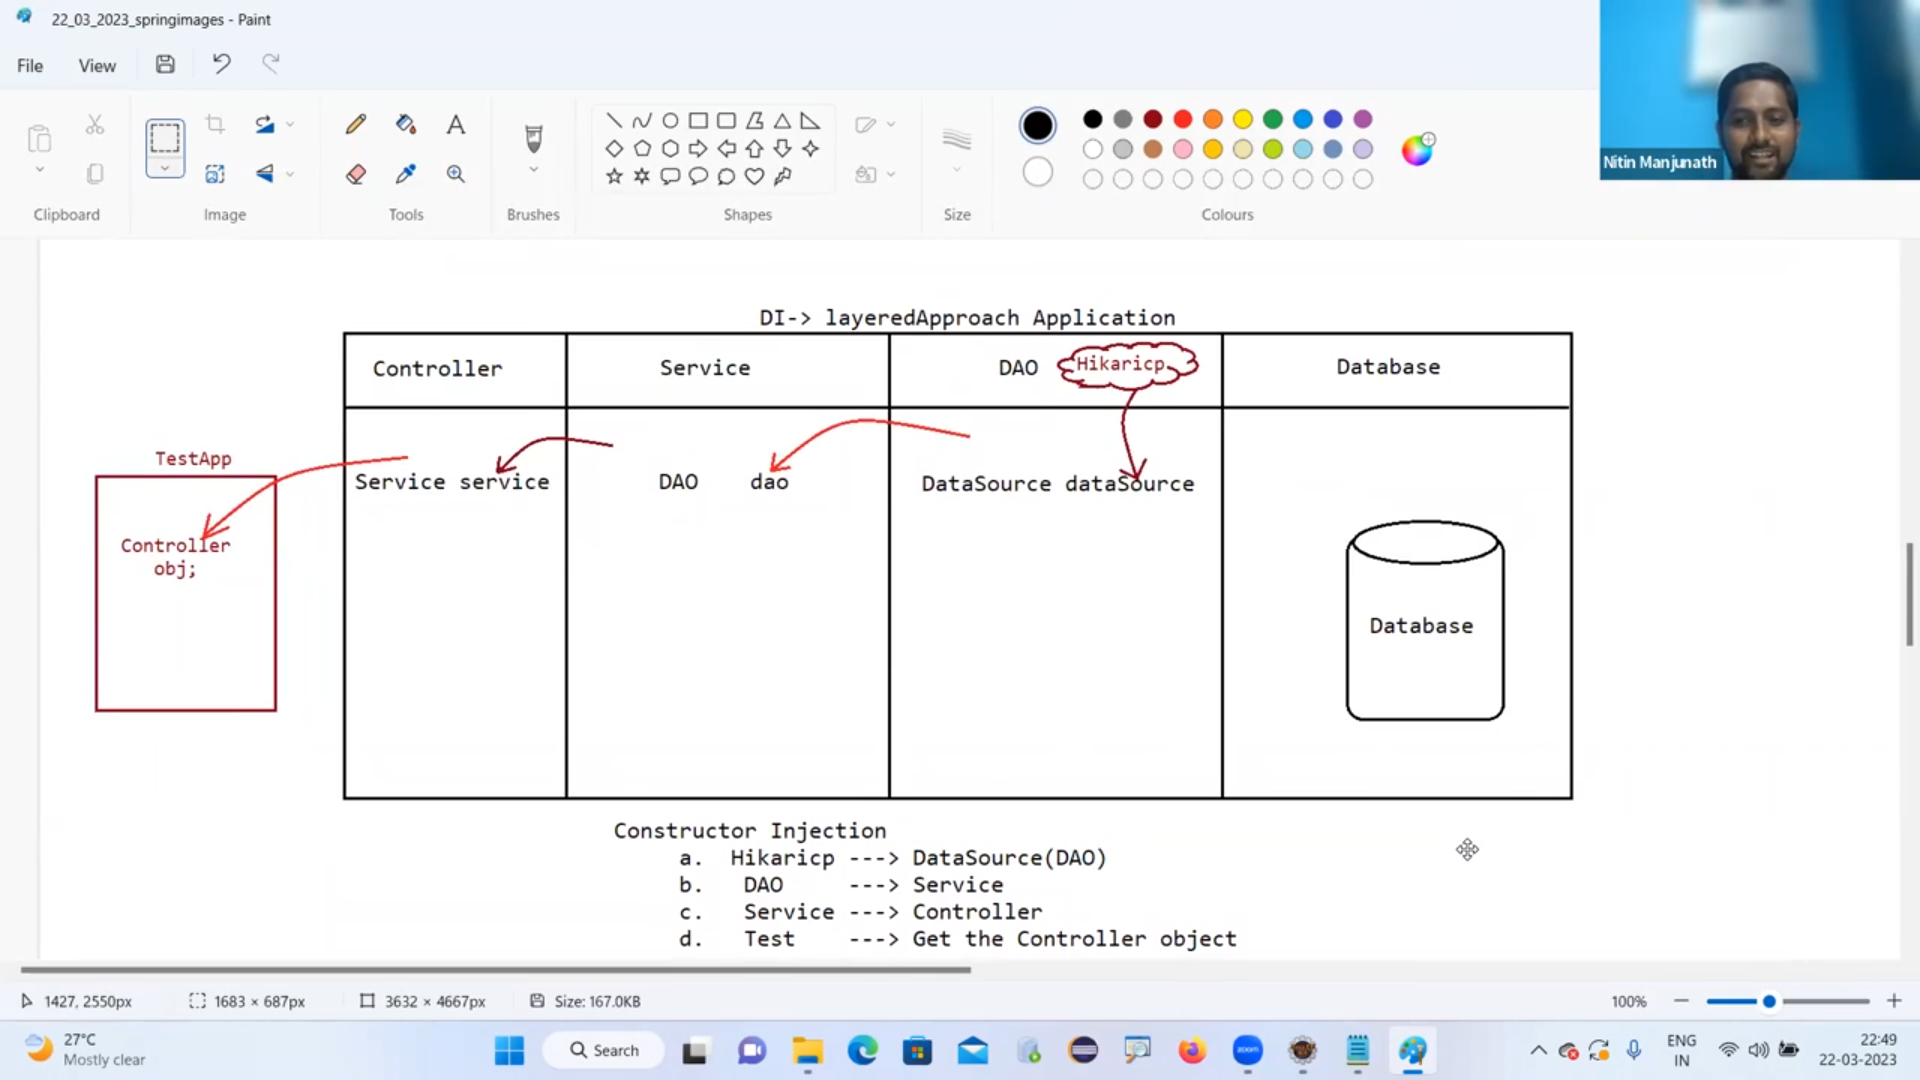 22_03_2023_springimages - Paint
File View
Clipboard Image Tools Brushes Shapes Size Colours
Nitin Manjunath
DI-> layeredApproach Application
Controller Service DAO Hikaricp Database
TestApp
Service service DAO dao DataSource dataSource
Controller
obj;
Database
Constructor Injection
a. Hikaricp ---> DataSource(DAO)
b. DAO ---> Service
c. Service ---> Controller
d. Test ---> Get the Controller object
1427, 2550px 1683 × 687px 3632 × 4667px Size: 167.0KB 100%
27°C
Mostly clear
Search
zoom
ENG
IN
22:49
22-03-2023